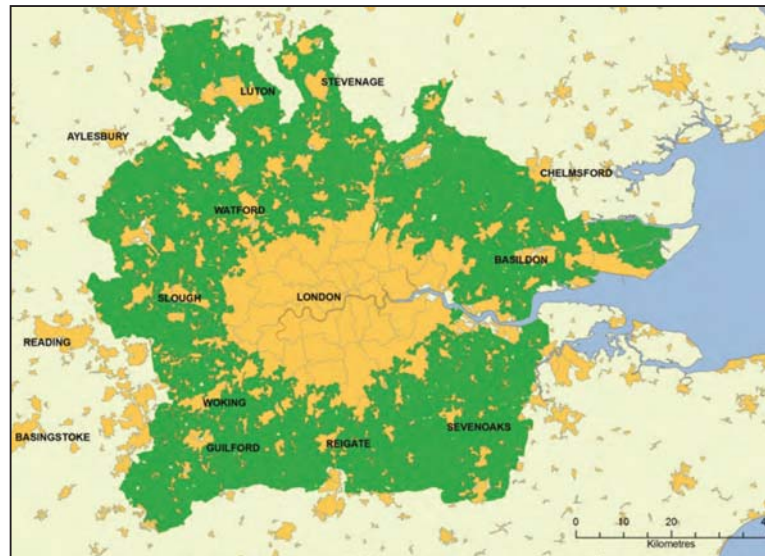 STEVENAGE
LUTON
AYLESBURY
CHELMSFORD
WATFORD
BASILDON
SLOUGH
LONDON
READING
WOKING
SEVENOAKS
BASINGSTOKE
GUILFORD
REIGATE
0 10 20
Kilometres